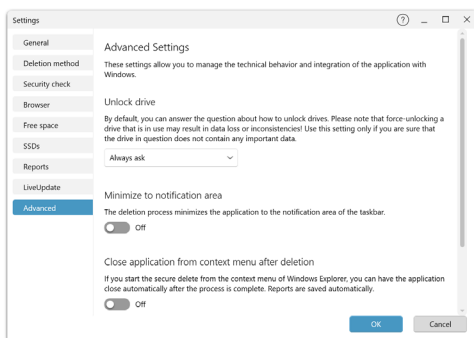 Settings
General
Deletion method
Security check
Browser
Free space
SSDs
Reports
LiveUpdate
Advanced
Advanced Settings
These settings allow you to manage the technical behavior and integration of the application with
Windows.
Unlock drive
By default, you can answer the question about how to unlock drives. Please note that force-unlocking a
drive that is in use may result in data loss or inconsistencies! Use this setting only if you are sure that
the drive in question does not contain any important data.
Always ask
Minimize to notification area
The deletion process minimizes the application to the notification area of the taskbar.
Off
Close application from context menu after deletion
If you start the secure delete from the context menu of Windows Explorer, you can have the application
close automatically after the process is complete. Reports are saved automatically.
Off
OK
Cancel